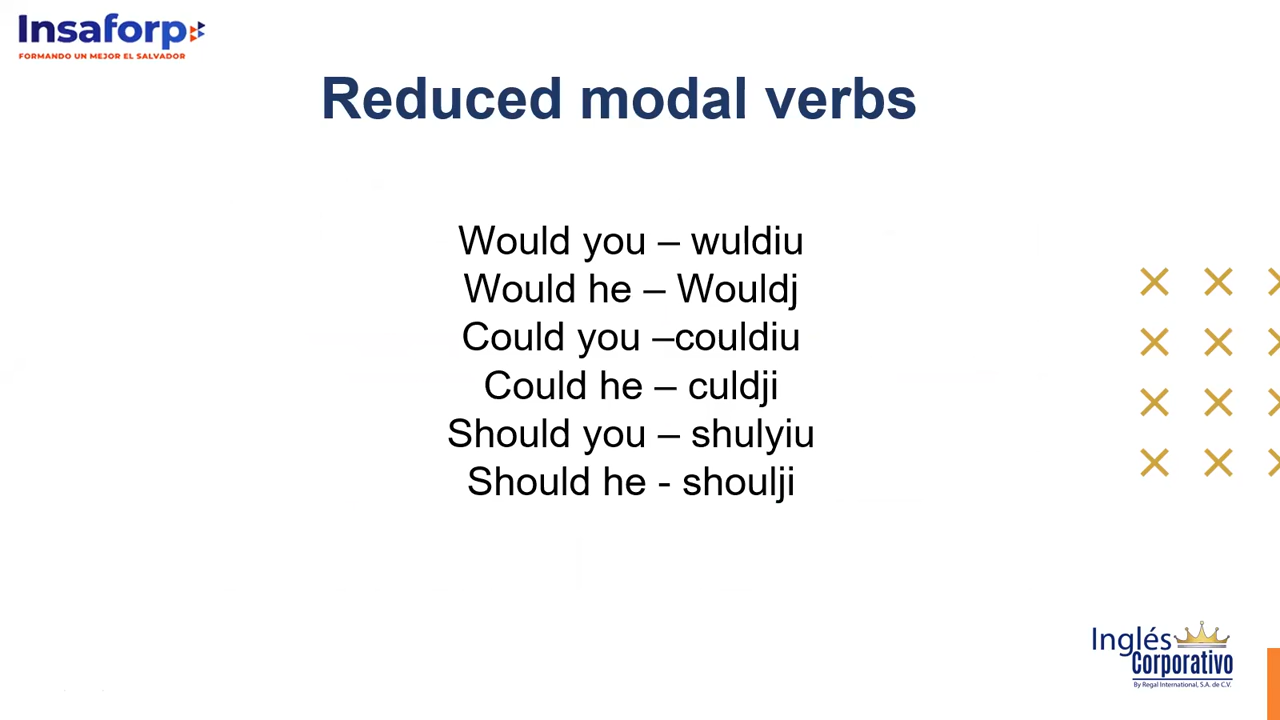 Insaforp
FORMANDO UN MEJOR EL SALVADOR
Reduced modal verbs
Would you – wuldiu
Would he – Wouldj
Could you –couldiu
Could he – culdji
Should you – shulyiu
Should he - shoulji
Inglés
Corporativo
By Regal International, S.A. de C.V.